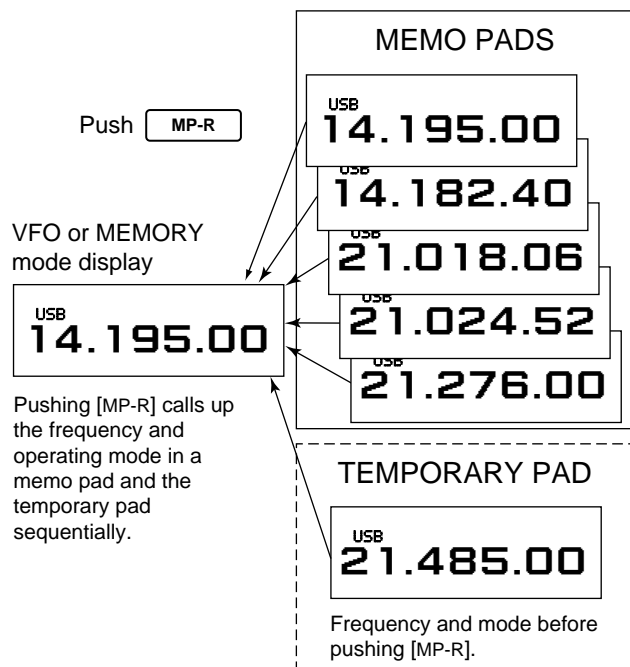 MEMO PADS
Push MP-R
USB
14.195.00
USB
14.182.40
USB
21.018.06
USB
21.024.52
USB
21.276.00
VFO or MEMORY
mode display
USB
14.195.00
Pushing [MP-R] calls up
the frequency and
operating mode in a
memo pad and the
temporary pad
sequentially.
TEMPORARY PAD
USB
21.485.00
Frequency and mode before
pushing [MP-R].